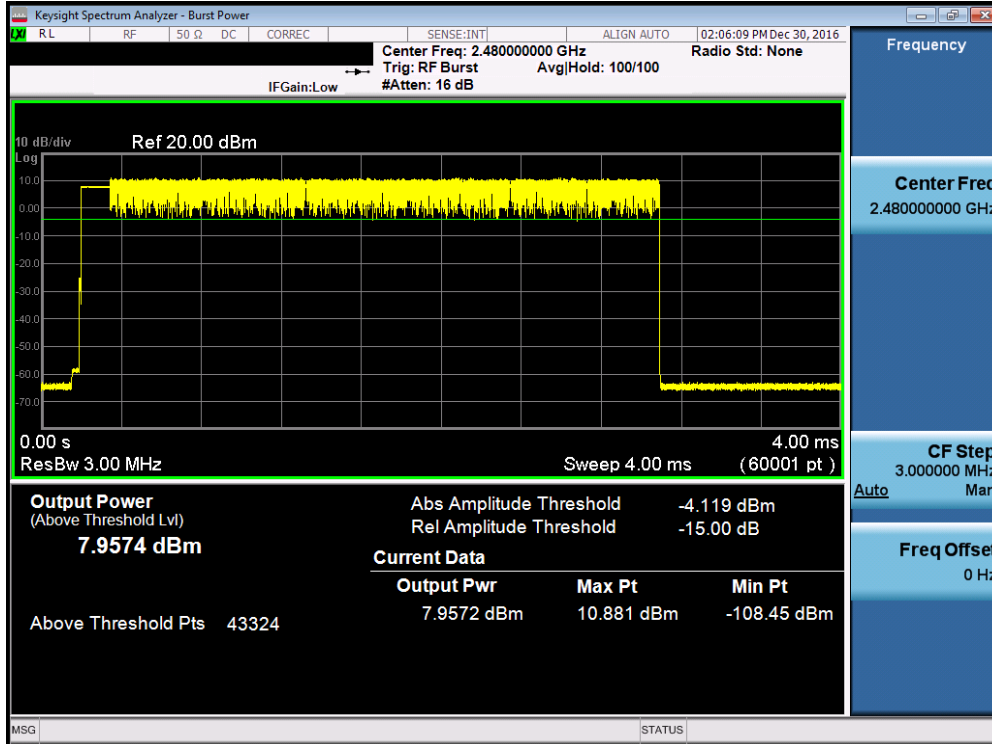 Keysight Spectrum Analyzer - Burst Power
LXI RL RF 50 Ω DC CORREC SENSE:INT ALIGN AUTO 02:06:09 PM Dec 30, 2016
Center Freq: 2.480000000 GHz Radio Std: None
Trig: RF Burst Avg|Hold: 100/100
IFGain:Low #Atten: 16 dB
10 dB/div Ref 20.00 dBm
Log
10.0
0.00
-10.0
-20.0
-30.0
-40.0
-50.0
-60.0
-70.0
0.00 s 4.00 ms
ResBw 3.00 MHz Sweep 4.00 ms (60001 pt)
Output Power
(Above Threshold Lvl)
7.9574 dBm
Above Threshold Pts 43324
Abs Amplitude Threshold -4.119 dBm
Rel Amplitude Threshold -15.00 dB
Current Data
Output Pwr Max Pt Min Pt
7.9572 dBm 10.881 dBm -108.45 dBm
MSG STATUS
Frequency
Center Freq
2.480000000 GHz
CF Step
3.000000 MHz
Auto Man
Freq Offset
0 Hz